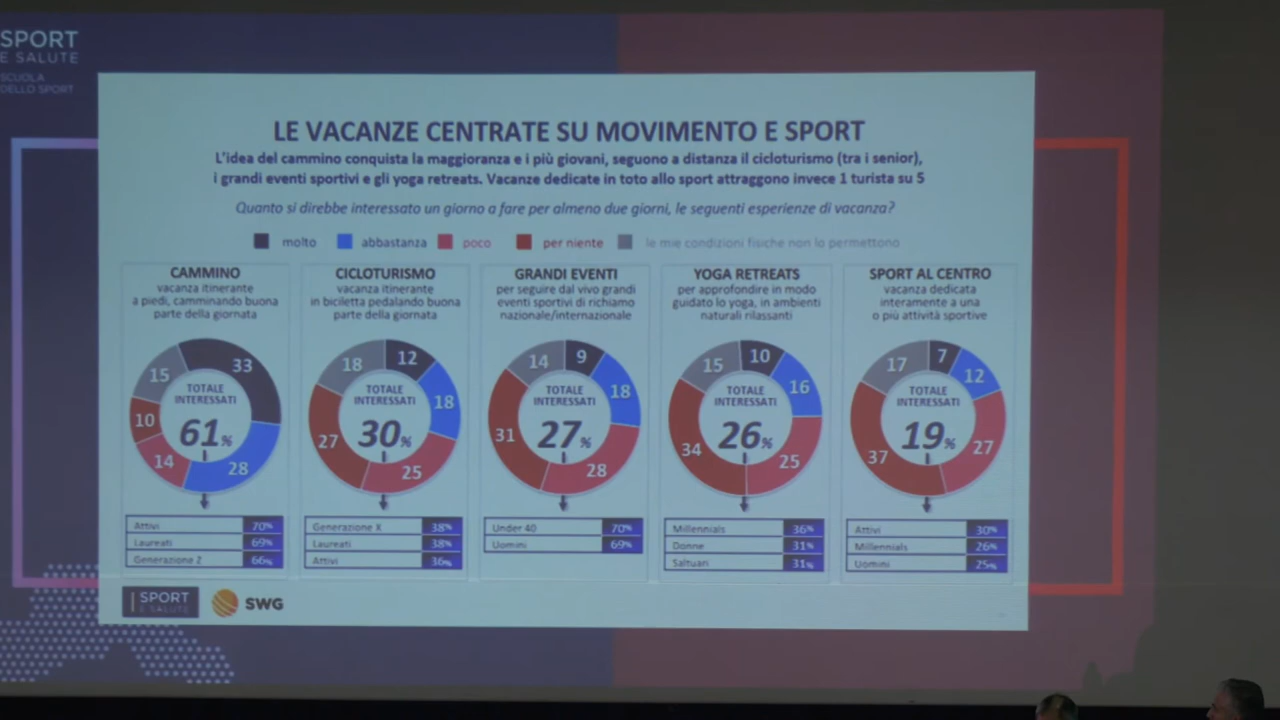 SPORT
E SALUTE
SCUOLA
DELLO SPORT
LE VACANZE CENTRATE SU MOVIMENTO E SPORT
L'idea del cammino conquista la maggioranza e i più giovani, seguono a distanza il cicloturismo (tra i senior),
i grandi eventi sportivi e gli yoga retreats. Vacanze dedicate in toto allo sport attraggono invece 1 turista su 5
Quanto si direbbe interessato un giorno a fare per almeno due giorni, le seguenti esperienze di vacanza?
molto abbastanza poco per niente le mie condizioni fisiche non lo permettono
CAMMINO
vacanza itinerante
a piedi, camminando buona
parte della giornata
33
28
14
10
15
TOTALE
INTERESSATI
61%
Attivi 70%
Laureati 69%
Generazione Z 66%
CICLOTURISMO
vacanza itinerante
in biciletta pedalando buona
parte della giornata
12
18
25
27
18
TOTALE
INTERESSATI
30%
Generazione X 38%
Laureati 38%
Attivi 36%
GRANDI EVENTI
per seguire dal vivo grandi
eventi sportivi di richiamo
nazionale/internazionale
9
18
28
31
14
TOTALE
INTERESSATI
27%
Under 40 70%
Uomini 69%
YOGA RETREATS
per approfondire in modo
guidato lo yoga, in ambienti
naturali rilassanti
10
16
25
34
15
TOTALE
INTERESSATI
26%
Millennials 36%
Donne 31%
Saltuari 31%
SPORT AL CENTRO
vacanza dedicata
interamente a una
o più attività sportive
7
12
27
37
17
TOTALE
INTERESSATI
19%
Attivi 30%
Millennials 26%
Uomini 25%
SPORT
E SALUTE
SWG